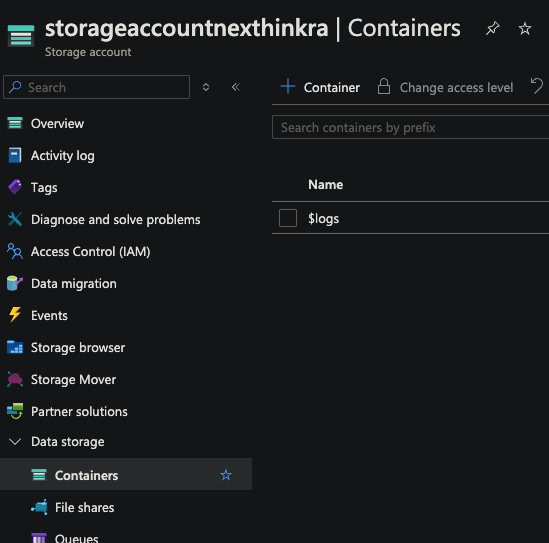 storageaccountnexthinkra | Containers
Storage account
Search
Overview
Activity log
Tags
Diagnose and solve problems
Access Control (IAM)
Data migration
Events
Storage browser
Storage Mover
Partner solutions
Data storage
Containers
File shares
Queues
Container
Change access level
Search containers by prefix
Name
$logs